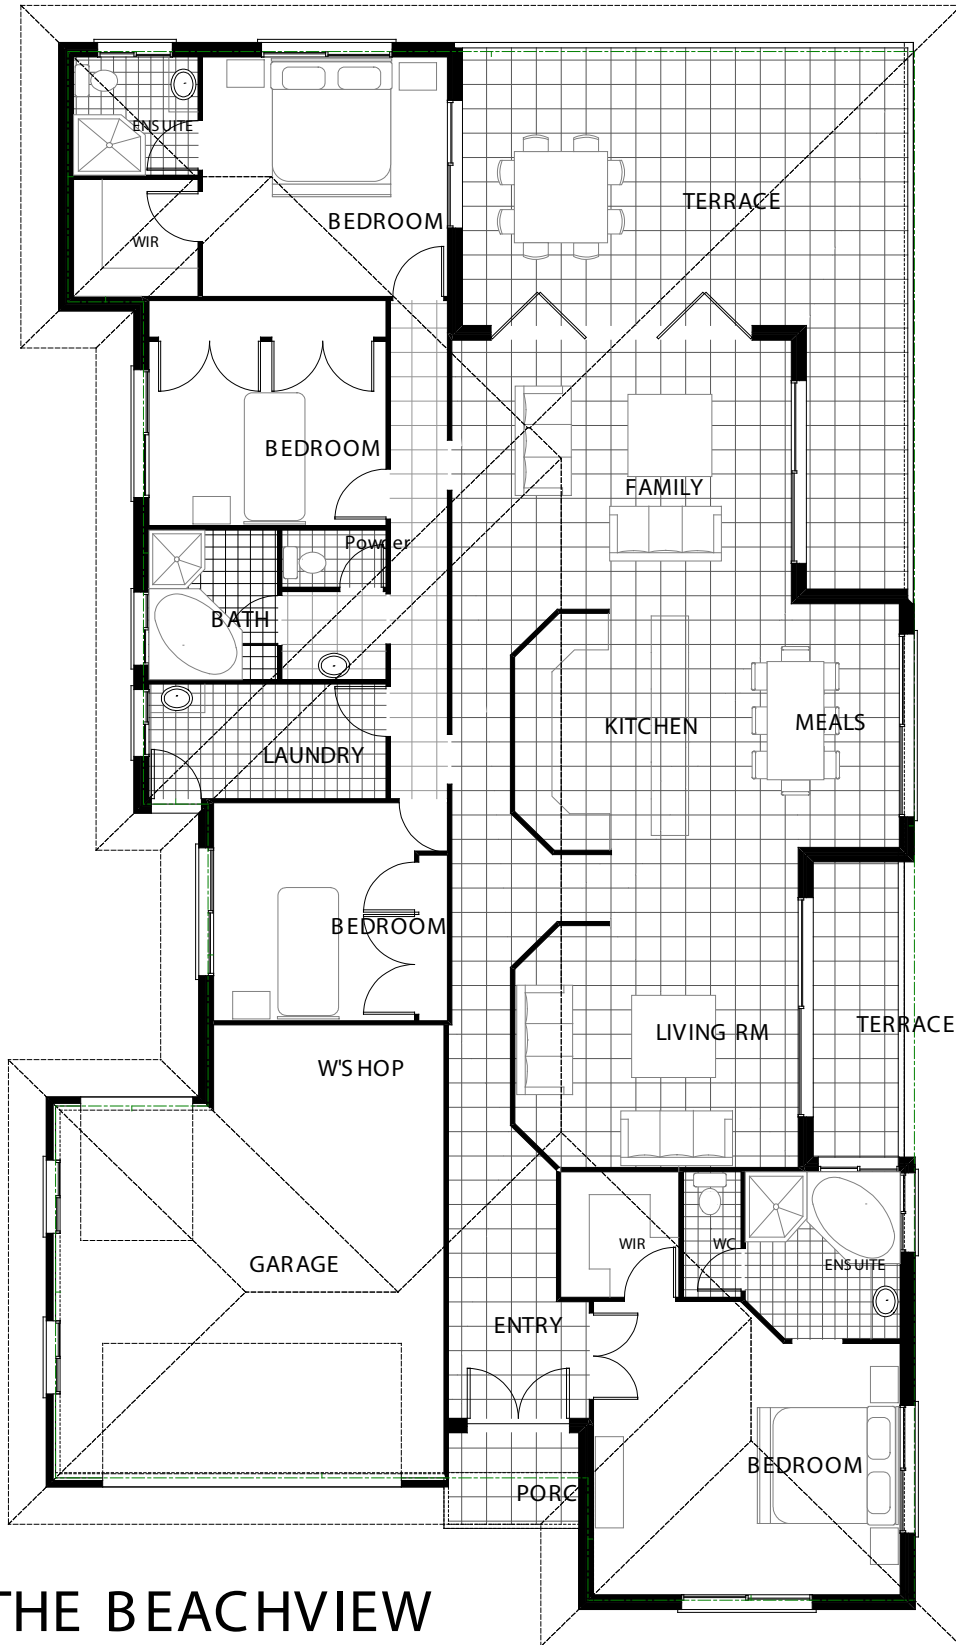 ENSUITE
TERRACE
BEDROOM
WIR
BEDROOM
FAMILY
Powder
BATH
KITCHEN
MEALS
LAUNDRY
BEDROOM
TERRACE
LIVING RM
W'SHOP
WIR
WC
ENSUITE
GARAGE
ENTRY
BEDROOM
PORC
THE BEACHVIEW